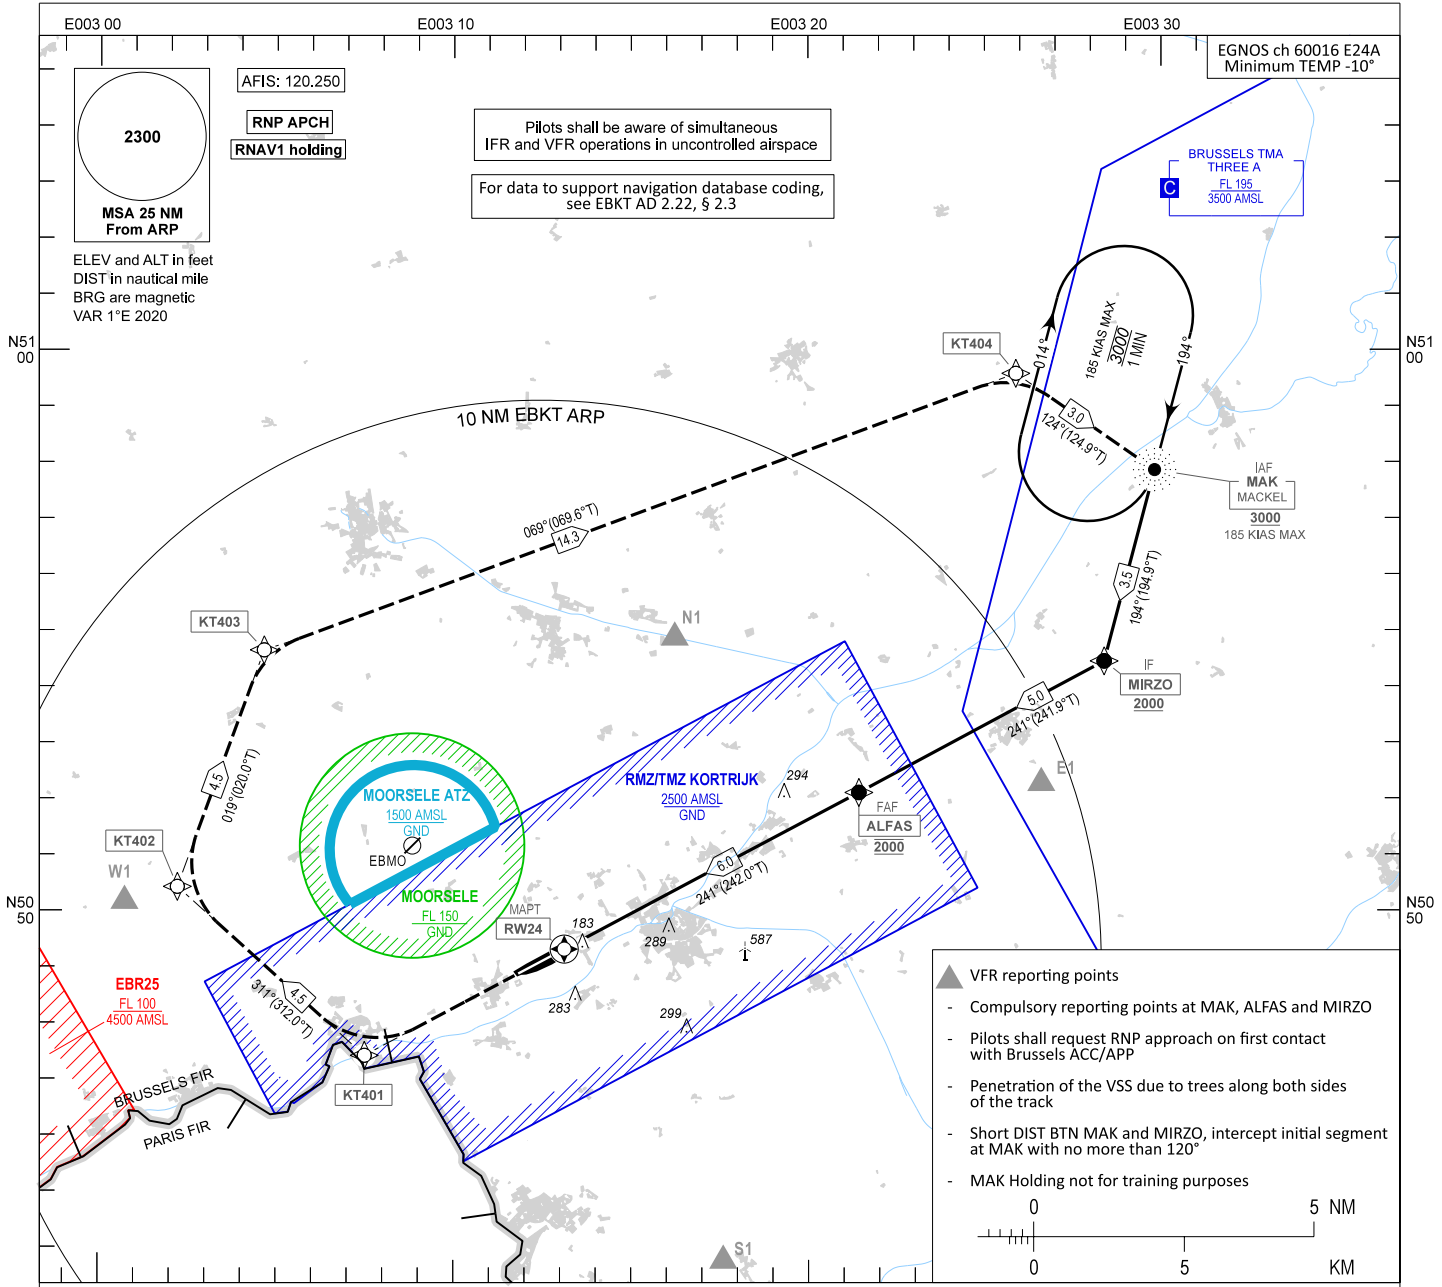 E003 00
E003 10
E003 20
E003 30
EGNOS ch 60016 E24A
Minimum TEMP -10°
2300
MSA 25 NM
From ARP
AFIS: 120.250
RNP APCH
RNAV1 holding
Pilots shall be aware of simultaneous
IFR and VFR operations in uncontrolled airspace
For data to support navigation database coding,
see EBKT AD 2.22, § 2.3
ELEV and ALT in feet
DIST in nautical mile
BRG are magnetic
VAR 1°E 2020
BRUSSELS TMA
THREE A
C
FL 195
3500 AMSL
N51
00
N51
00
KT404
014°
185 KIAS MAX
3000
1 MIN
194°
10 NM EBKT ARP
3.0
124°(124.9°T)
IAF
MAK
MACKEL
3000
185 KIAS MAX
069°(069.6°T)
14.3
3.5
194°(194.9°T)
KT403
N1
IF
MIRZO
2000
5.0
241°(241.9°T)
E1
4.5
019°(020.0°T)
MOORSELE ATZ
1500 AMSL
GND
EBMO
RMZ/TMZ KORTRIJK
2500 AMSL
GND
294
FAF
ALFAS
2000
KT402
W1
6.0
241°(242.0°T)
MOORSELE
FL 150
GND
MAPT
RW24
183
289
587
N50
50
N50
50
EBR25
FL 100
4500 AMSL
4.5
311°(312.0°T)
283
299
KT401
BRUSSELS FIR
PARIS FIR
S1
VFR reporting points
- Compulsory reporting points at MAK, ALFAS and MIRZO
- Pilots shall request RNP approach on first contact
with Brussels ACC/APP
- Penetration of the VSS due to trees along both sides
of the track
- Short DIST BTN MAK and MIRZO, intercept initial segment
at MAK with no more than 120°
- MAK Holding not for training purposes
0 5 NM
0 5 KM